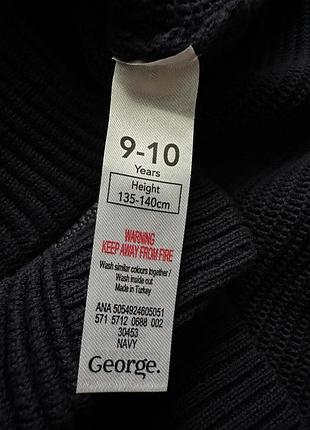 9-10
Years
Height
135-140cm
WARNING
KEEP AWAY FROM FIRE
Wash similar colours together /
Wash inside out
Made in Turkey
ANA 5054924605051
571 5712 0688 002
30453
NAVY
George.